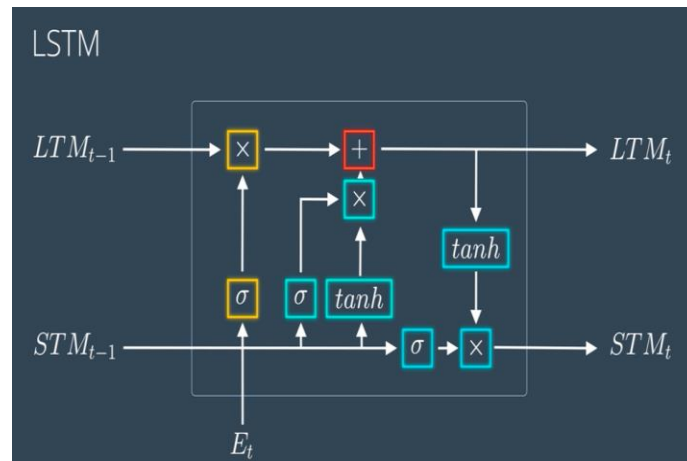 LSTM
LTM_{t-1} × + LTM_t
×
tanh
σ σ tanh
STM_{t-1} σ × STM_t
E_t